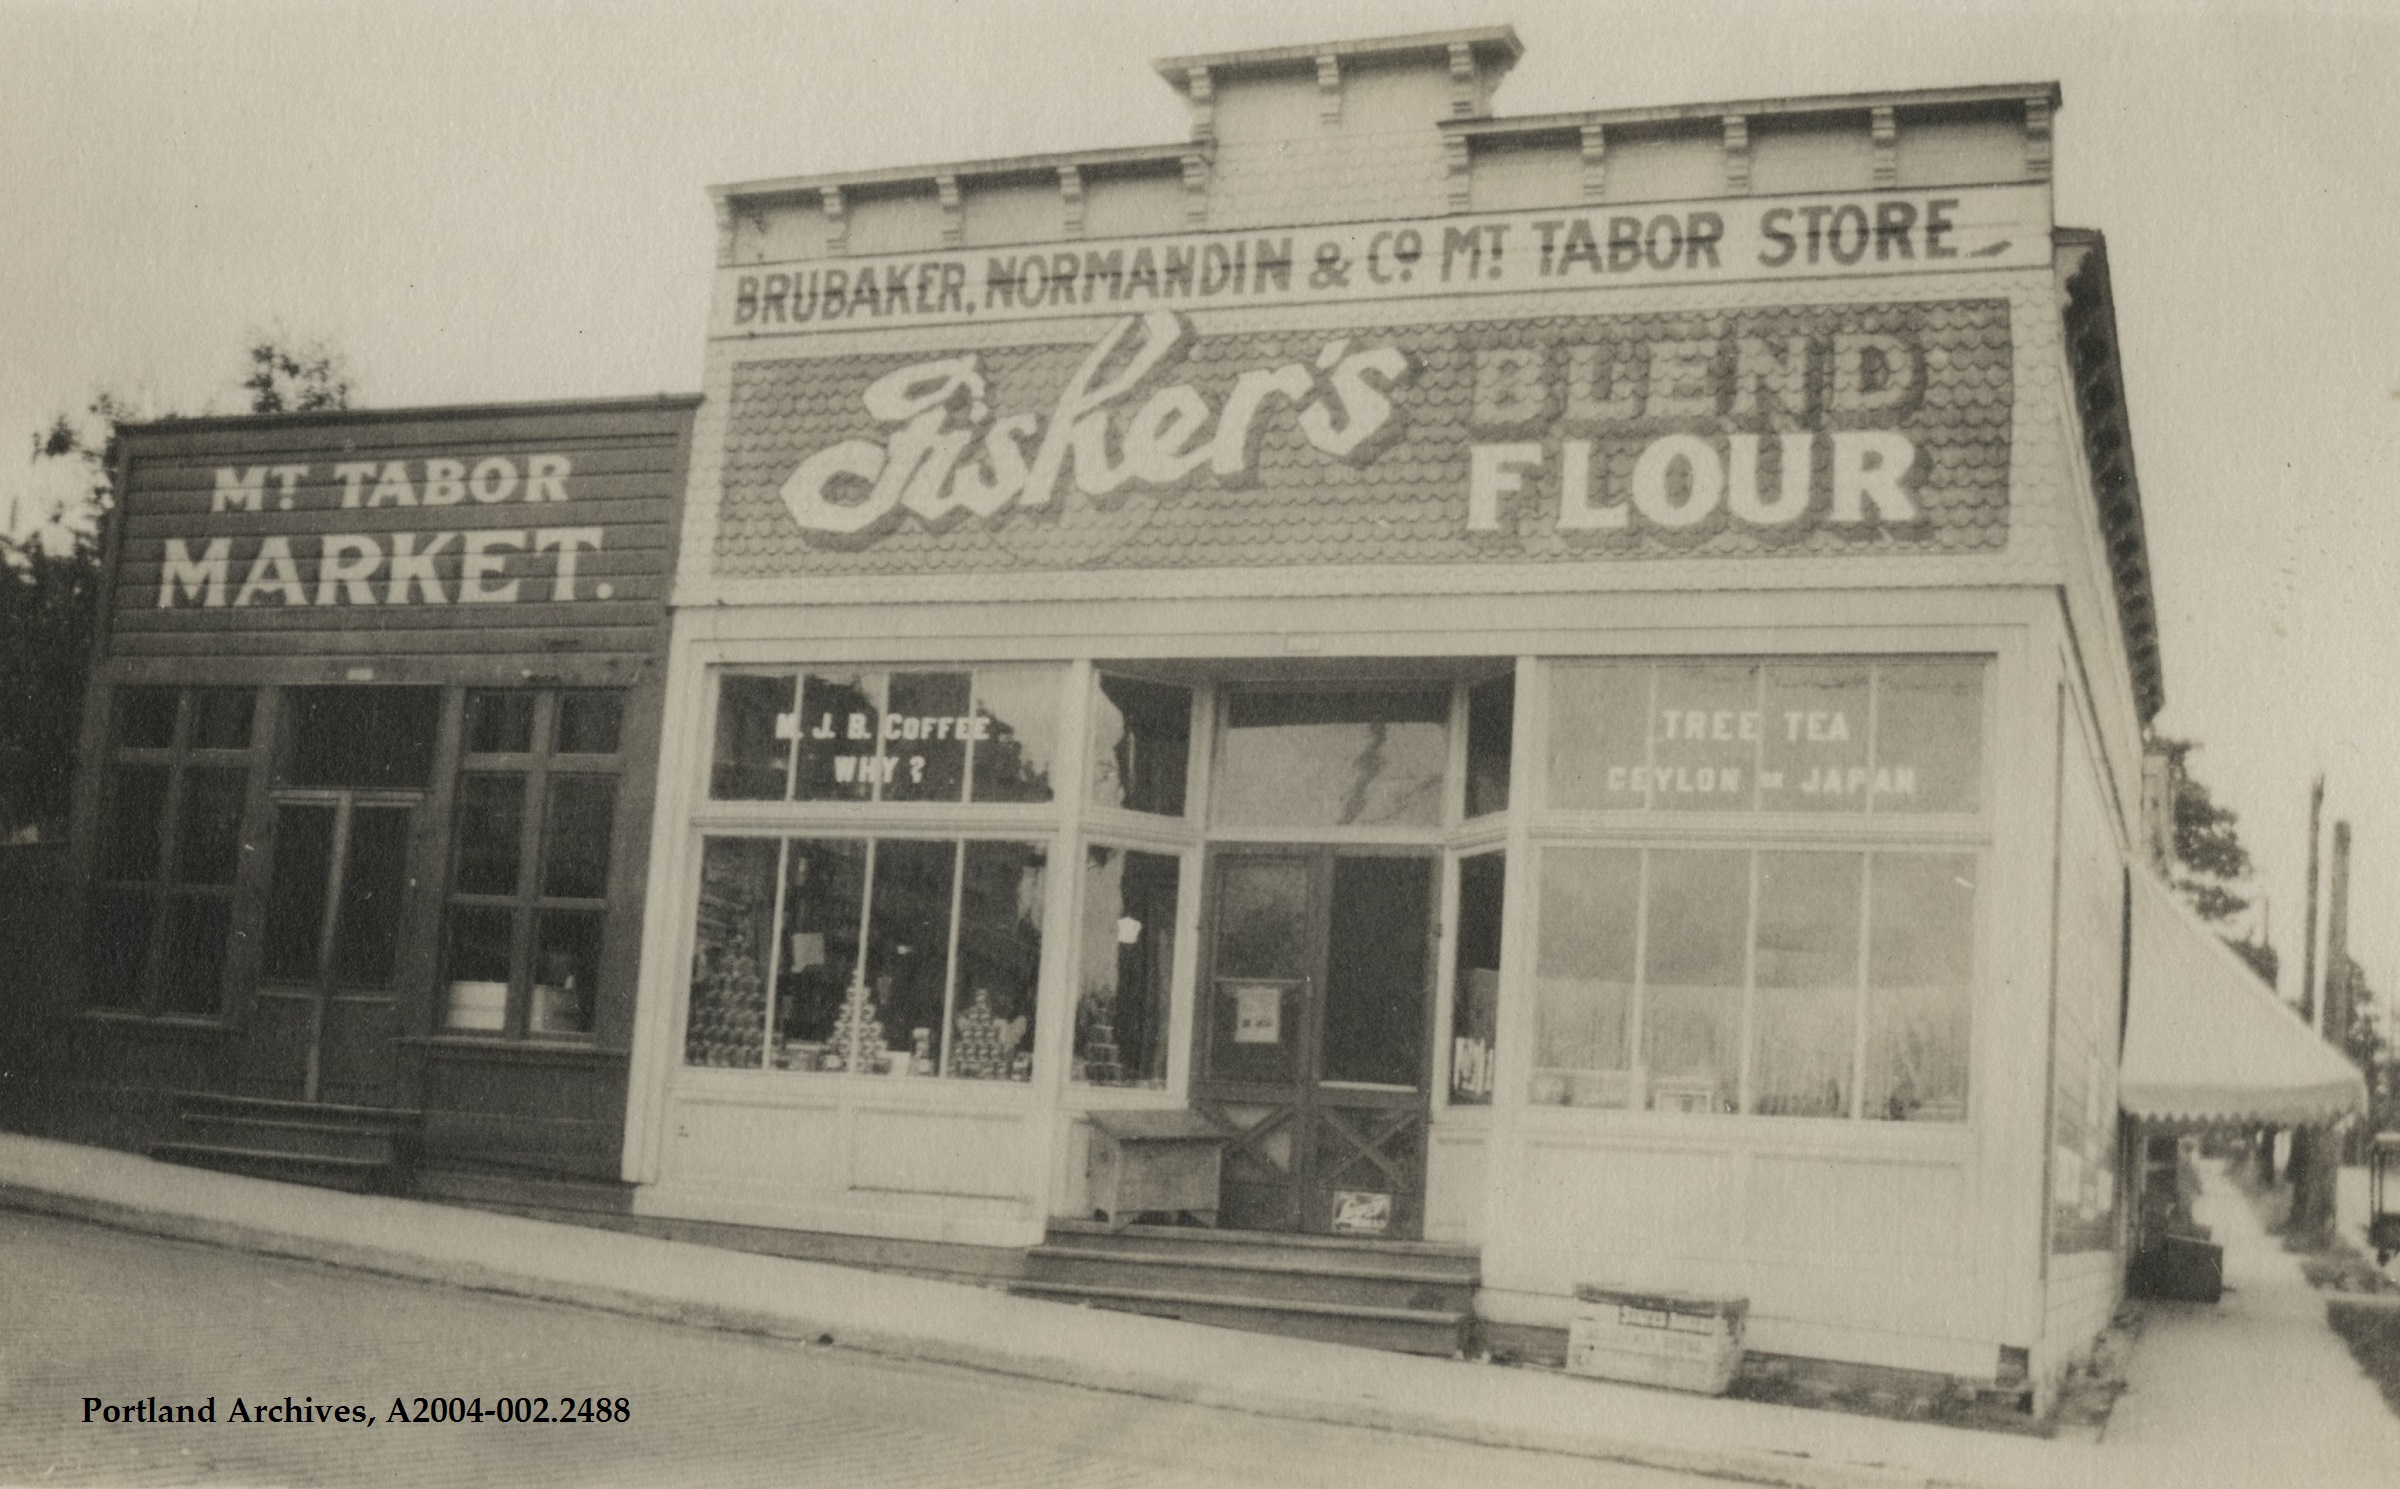 BRUBAKER, NORMANDIN & Co. MT. TABOR STORE
Fisher's BLEND
FLOUR
MT. TABOR
MARKET.
M. J. B. COFFEE
WHY?
TREE TEA
CEYLON OR JAPAN
Portland Archives, A2004-002.2488